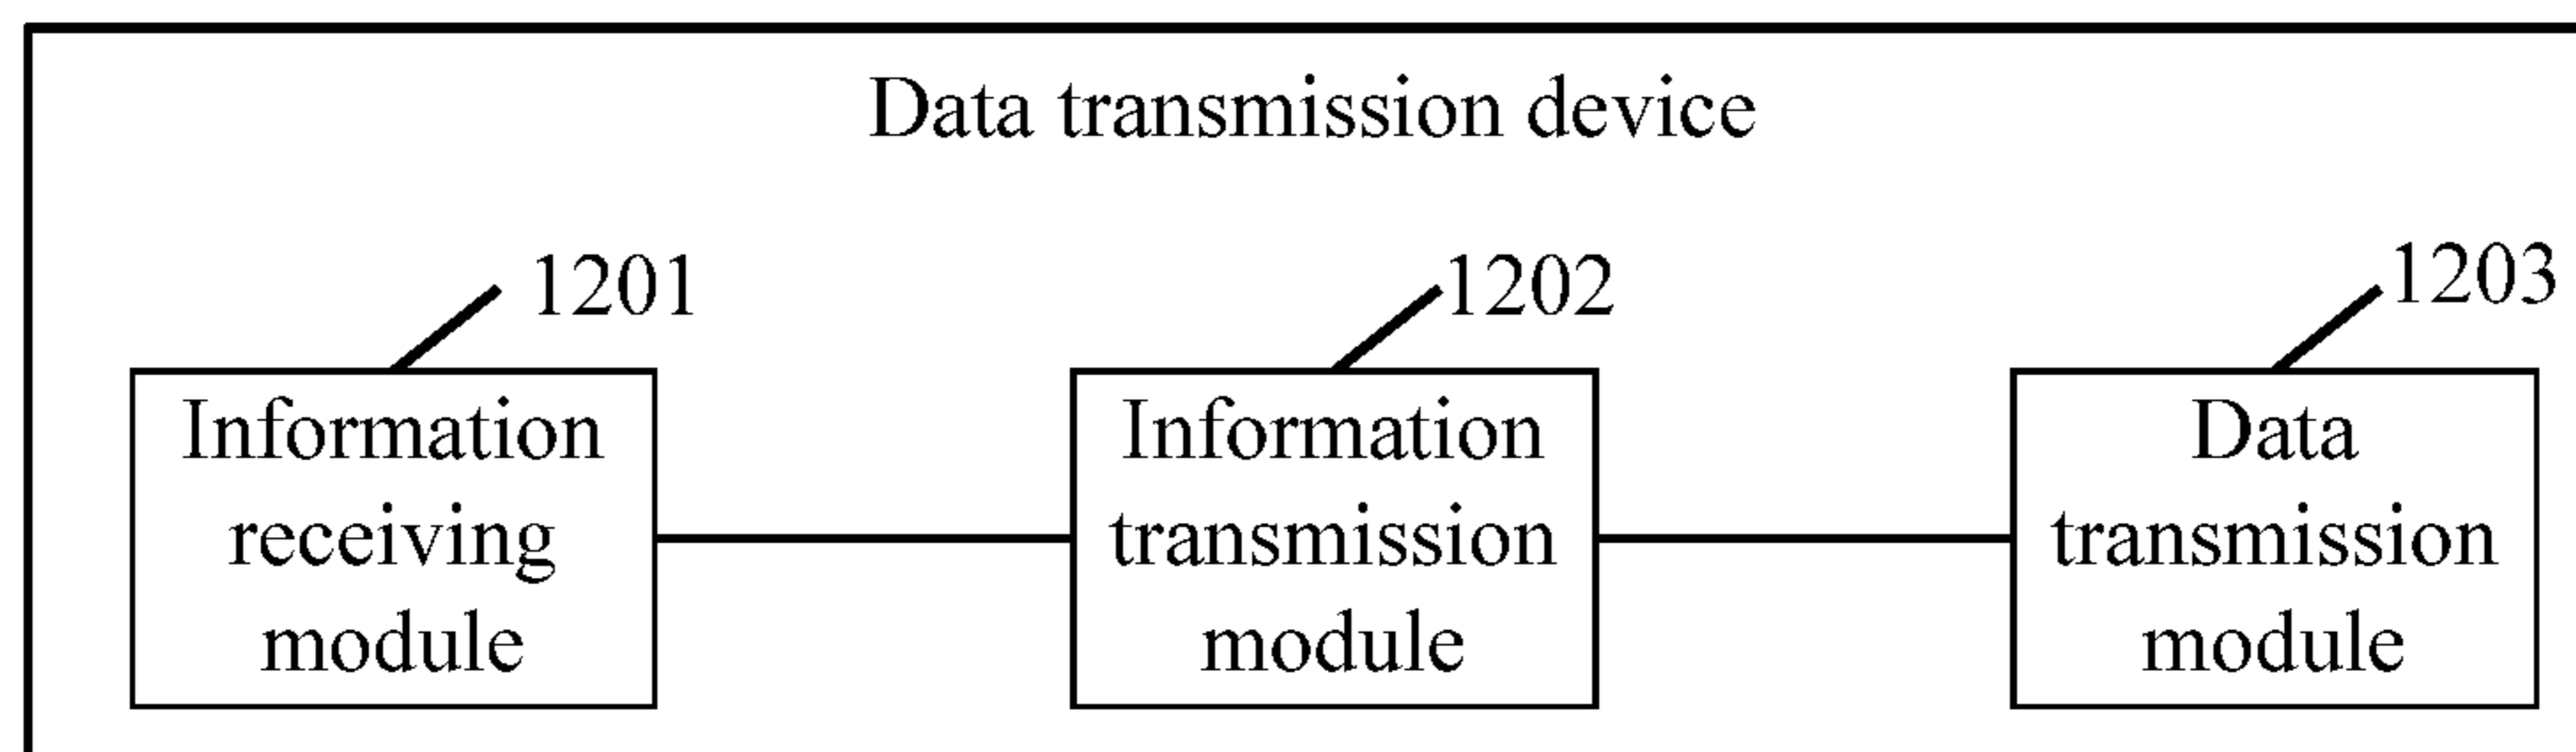 Data transmission device
1201
1202
1203
Information
receiving
module
Information
transmission
module
Data
transmission
module